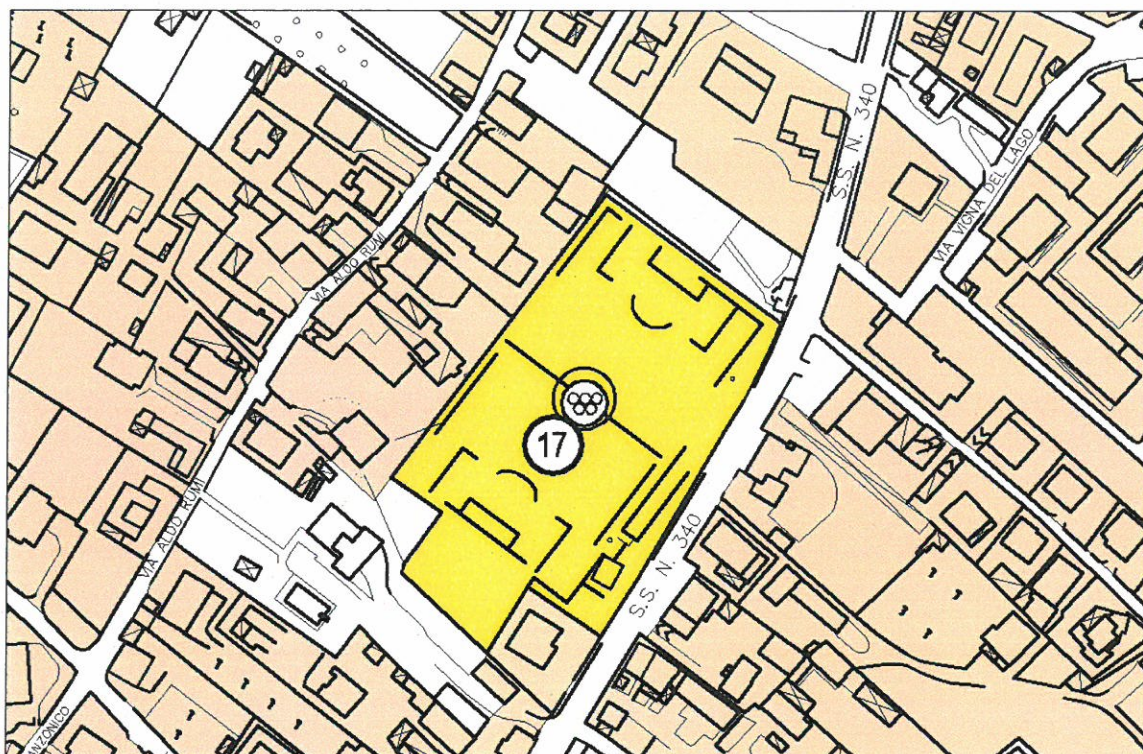 S.S. N. 340
VIA VIGNA DEL LAGO
VIA ALDO RUMI
17
VIA ALDO RUMI
S.S. N. 340
ANZONICO